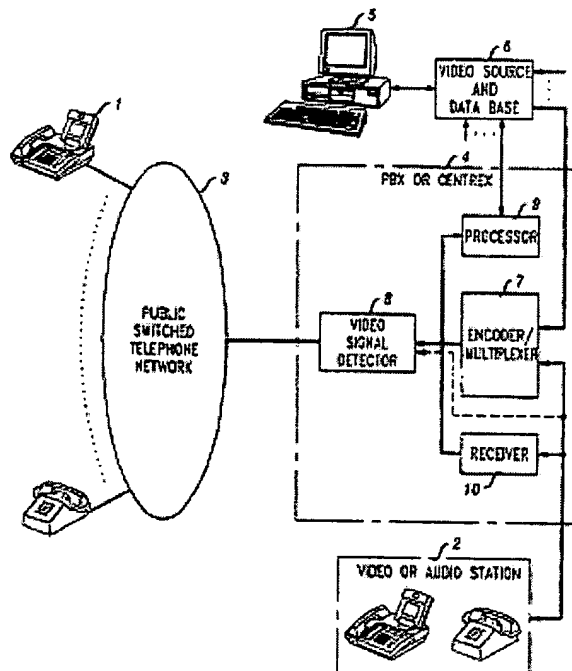 5
6
VIDEO SOURCE
AND
DATA BASE
1
3
4
PBX OR CENTREX
9
PROCESSOR
7
8
PUBLIC
SWITCHED
TELEPHONE
NETWORK
VIDEO
SIGNAL
DETECTOR
ENCODER/
MULTIPLEXER
RECEIVER
10
2
VIDEO OR AUDIO STATION